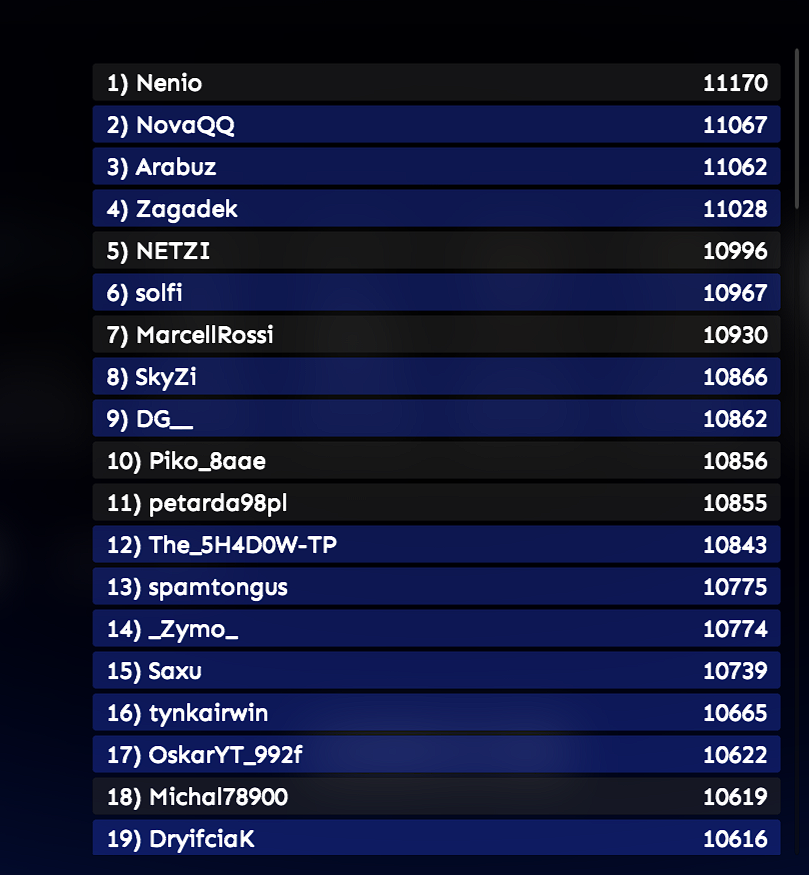 1) Nenio 11170
2) NovaQQ 11067
3) Arabuz 11062
4) Zagadek 11028
5) NETZI 10996
6) solfi 10967
7) MarcellRossi 10930
8) SkyZi 10866
9) DG__ 10862
10) Piko_8aae 10856
11) petarda98pl 10855
12) The_5H4D0W-TP 10843
13) spamtongus 10775
14) _Zymo_ 10774
15) Saxu 10739
16) tynkairwin 10665
17) OskarYT_992f 10622
18) Michal78900 10619
19) DryifciaK 10616